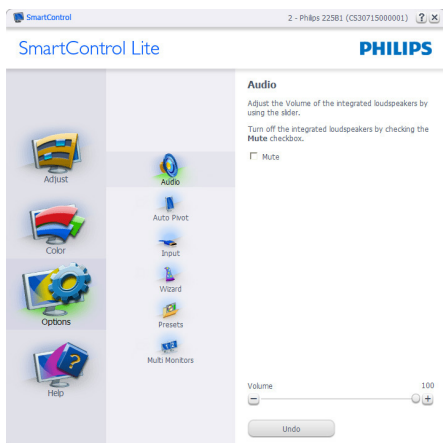 SmartControl
2 - Philips 225B1 (CS30715000001)
SmartControl Lite
PHILIPS
Adjust
Color
Options
Help
Audio
Auto Pivot
Input
Wizard
Presets
Multi Monitors
Audio
Adjust the Volume of the integrated loudspeakers by
using the slider.
Turn off the integrated loudspeakers by checking the
Mute checkbox.
Mute
Volume 100
Undo